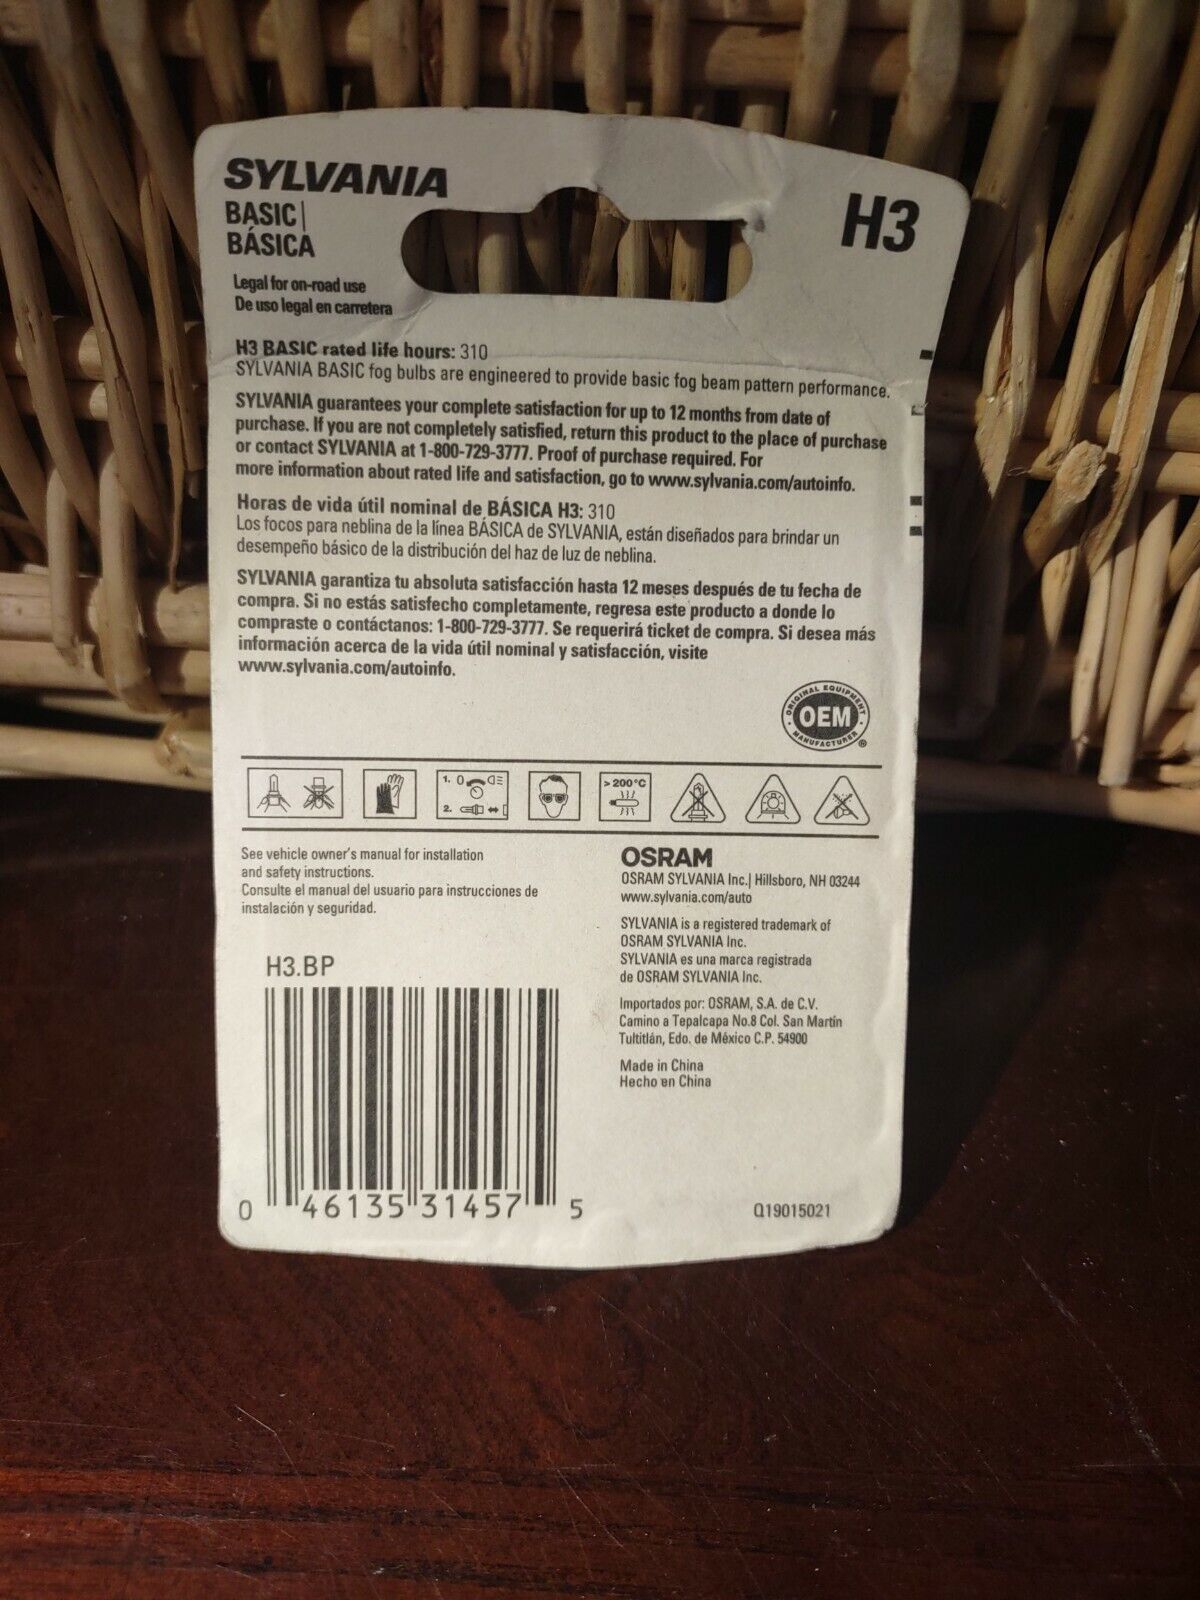 SYLVANIA
BASIC|
BÁSICA
H3
Legal for on-road use
De uso legal en carretera
H3 BASIC rated life hours: 310
SYLVANIA BASIC fog bulbs are engineered to provide basic fog beam pattern performance.
SYLVANIA guarantees your complete satisfaction for up to 12 months from date of
purchase. If you are not completely satisfied, return this product to the place of purchase
or contact SYLVANIA at 1-800-729-3777. Proof of purchase required. For
more information about rated life and satisfaction, go to www.sylvania.com/autoinfo.
Horas de vida útil nominal de BÁSICA H3: 310
Los focos para neblina de la línea BÁSICA de SYLVANIA, están diseñados para brindar un
desempeño básico de la distribución del haz de luz de neblina.
SYLVANIA garantiza tu absoluta satisfacción hasta 12 meses después de tu fecha de
compra. Si no estás satisfecho completamente, regresa este producto a donde lo
compraste o contáctanos: 1-800-729-3777. Se requerirá ticket de compra. Si desea más
información acerca de la vida útil nominal y satisfacción, visite
www.sylvania.com/autoinfo.
ORIGINAL EQUIPMENT
OEM
MANUFACTURER ®
1. 0
2.
>200°C
See vehicle owner's manual for installation
and safety instructions.
Consulte el manual del usuario para instrucciones de
instalación y seguridad.
OSRAM
OSRAM SYLVANIA Inc.| Hillsboro, NH 03244
www.sylvania.com/auto
SYLVANIA is a registered trademark of
OSRAM SYLVANIA Inc.
SYLVANIA es una marca registrada
de OSRAM SYLVANIA Inc.
Importados por: OSRAM, S.A. de C.V.
Camino a Tepalcapa No.8 Col. San Martín
Tultitlán, Edo. de México C.P. 54900
Made in China
Hecho en China
H3.BP
0 46135 31457 5
Q19015021